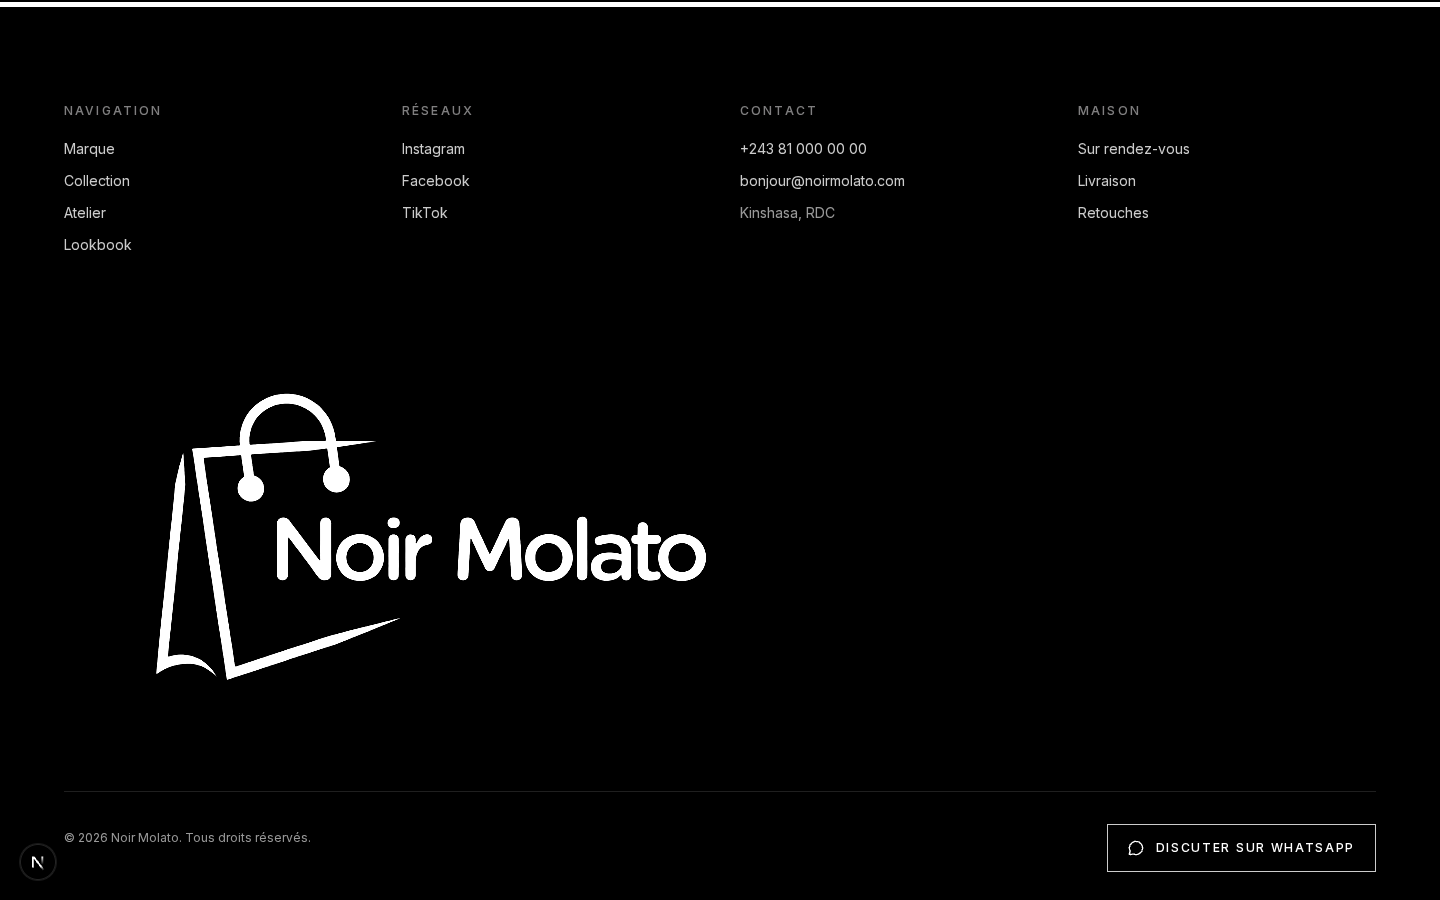 NAVIGATION
Marque
Collection
Atelier
Lookbook
RÉSEAUX
Instagram
Facebook
TikTok
CONTACT
+243 81 000 00 00
bonjour@noirmolato.com
Kinshasa, RDC
MAISON
Sur rendez-vous
Livraison
Retouches
Noir Molato
© 2026 Noir Molato. Tous droits réservés.
N
DISCUTER SUR WHATSAPP